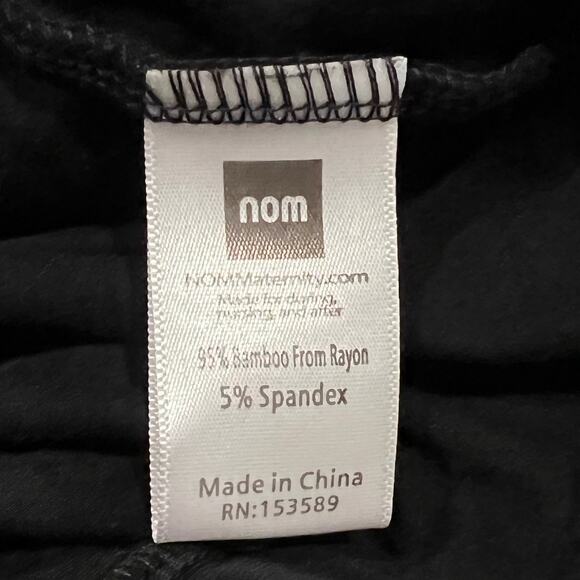 nom
NOMMaternity.com
Made for during,
nursing, and after
95% Bamboo From Rayon
5% Spandex
Made in China
RN:153589